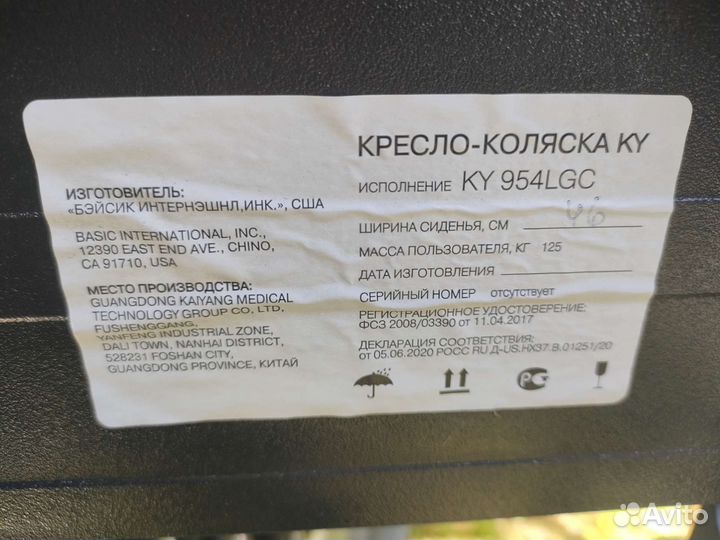 КРЕСЛО-КОЛЯСКА KY
ИСПОЛНЕНИЕ KY 954LGC
ШИРИНА СИДЕНЬЯ, СМ 46
МАССА ПОЛЬЗОВАТЕЛЯ, КГ 125
ДАТА ИЗГОТОВЛЕНИЯ
СЕРИЙНЫЙ НОМЕР отсутствует
РЕГИСТРАЦИОННОЕ УДОСТОВЕРЕНИЕ:
ФСЗ 2008/03390 от 11.04.2017
ДЕКЛАРАЦИЯ СООТВЕТСТВИЯ:
от 05.06.2020 РОСС RU Д-US.НХ37.В.01251/20
ИЗГОТОВИТЕЛЬ:
«БЭЙСИК ИНТЕРНЭШНЛ,ИНК.», США
BASIC INTERNATIONAL, INC.,
12390 EAST END AVE., CHINO,
CA 91710, USA
МЕСТО ПРОИЗВОДСТВА:
GUANGDONG KAIYANG MEDICAL
TECHNOLOGY GROUP CO, LTD,
FUSHENGGANG,
YANFENG INDUSTRIAL ZONE,
DALI TOWN, NANHAI DISTRICT,
528231 FOSHAN CITY,
GUANGDONG PROVINCE, КИТАЙ
Avito